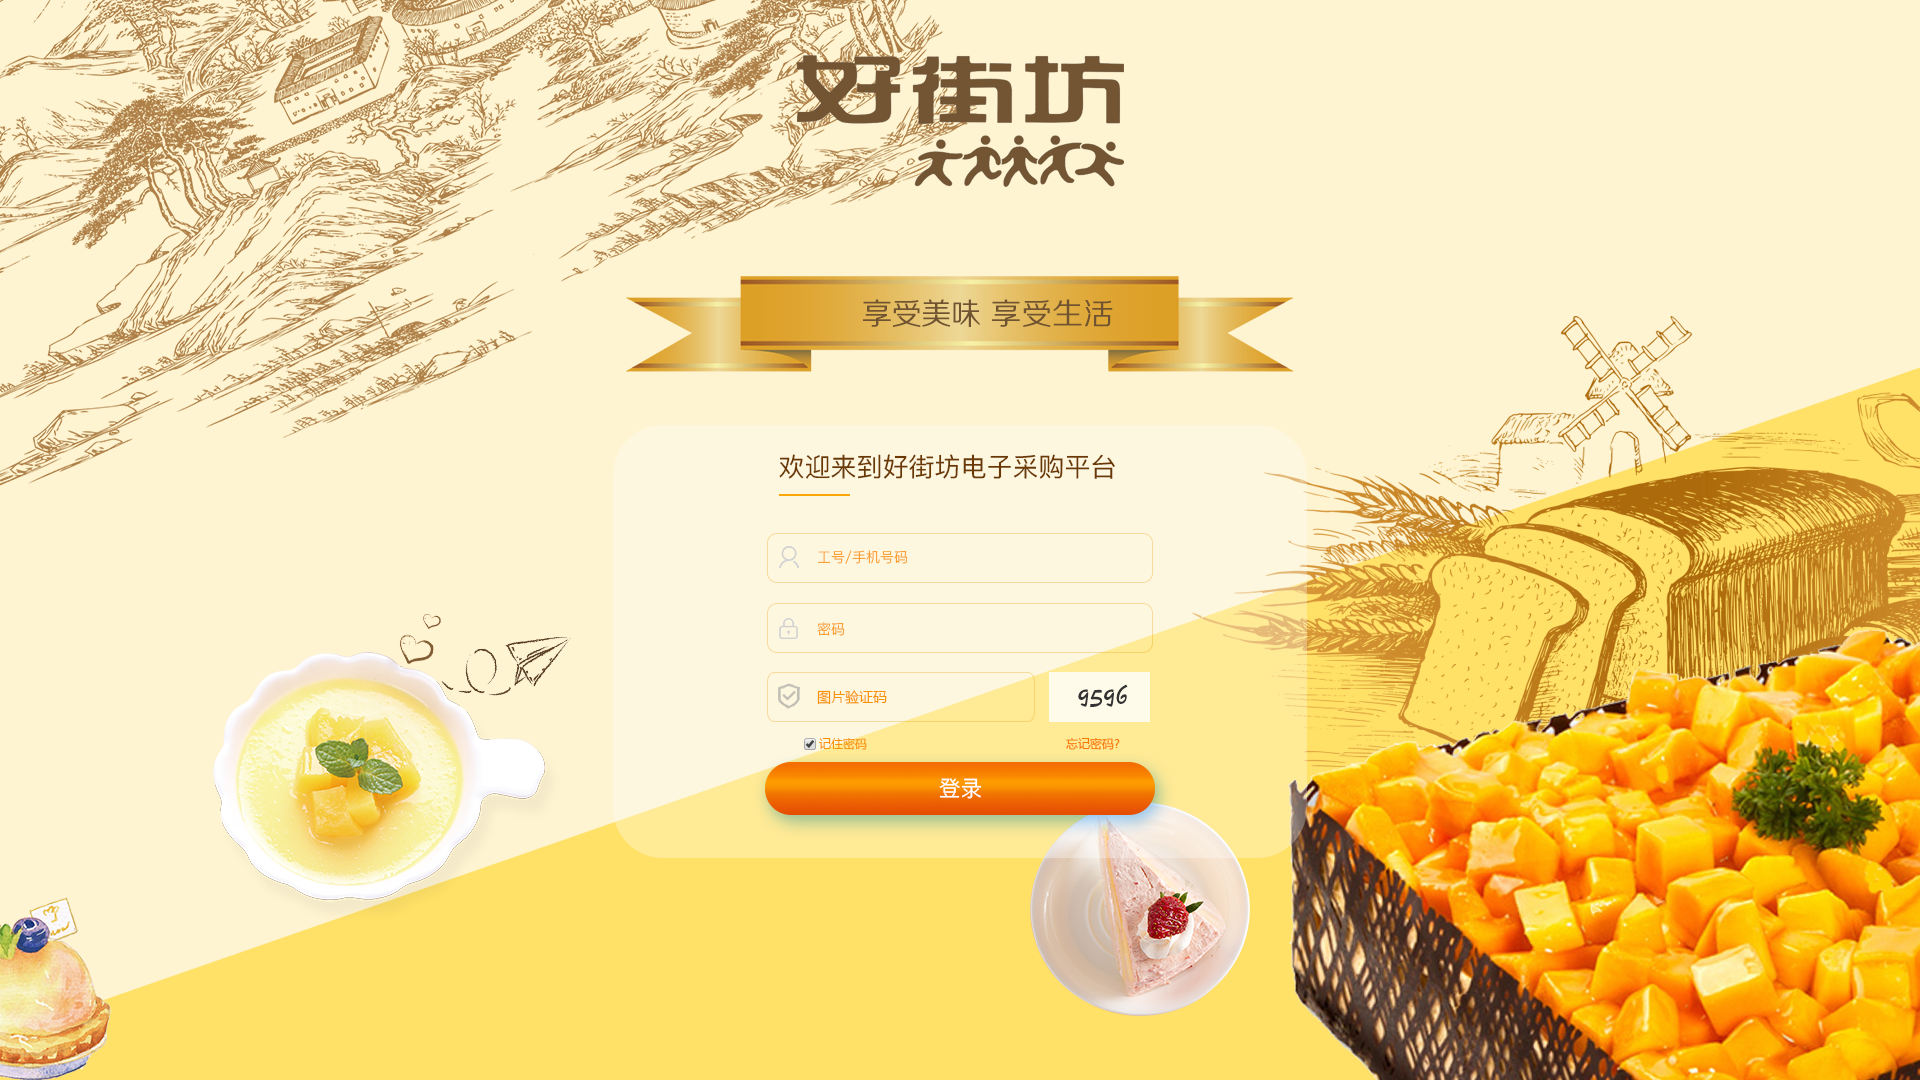 好街坊
享受美味 享受生活
欢迎来到好街坊电子采购平台
工号/手机号码
密码
图片验证码
9596
记住密码 忘记密码?
登录